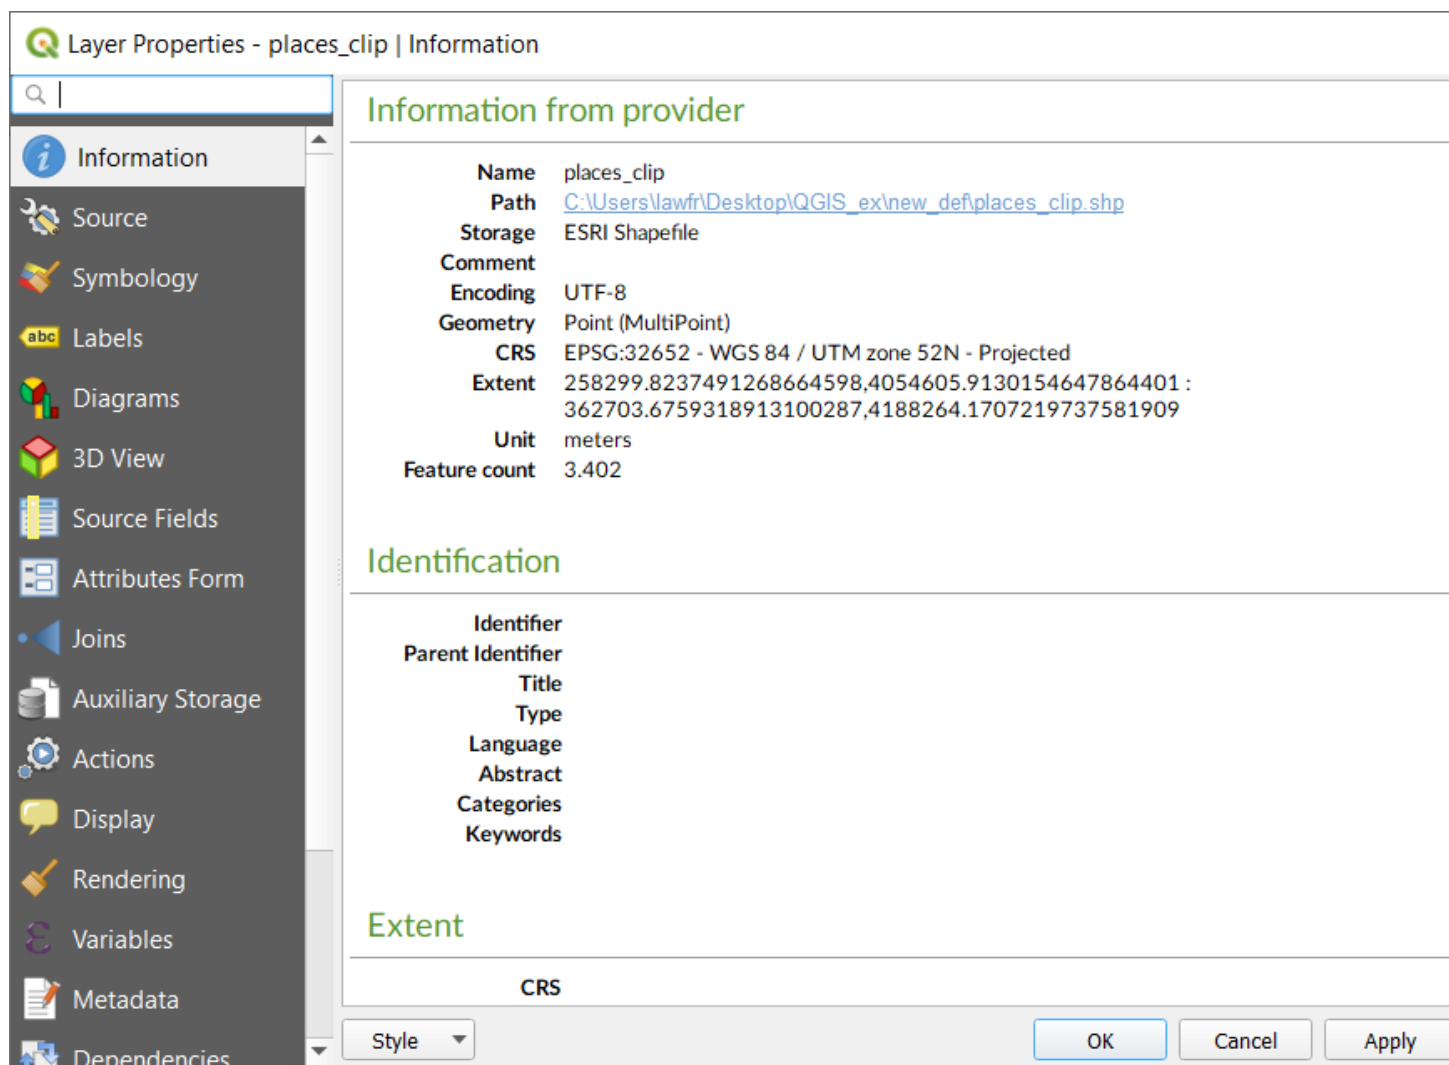 Layer Properties - places_clip | Information
Information
Source
Symbology
abc Labels
Diagrams
3D View
Source Fields
Attributes Form
Joins
Auxiliary Storage
Actions
Display
Rendering
Variables
Metadata
Dependencies
Information from provider
Name places_clip
Path C:\Users\lawfr\Desktop\QGIS_ex\new_def\places_clip.shp
Storage ESRI Shapefile
Comment
Encoding UTF-8
Geometry Point (MultiPoint)
CRS EPSG:32652 - WGS 84 / UTM zone 52N - Projected
Extent 258299.8237491268664598,4054605.9130154647864401 :
362703.6759318913100287,4188264.1707219737581909
Unit meters
Feature count 3.402
Identification
Identifier
Parent Identifier
Title
Type
Language
Abstract
Categories
Keywords
Extent
CRS
Style
OK
Cancel
Apply